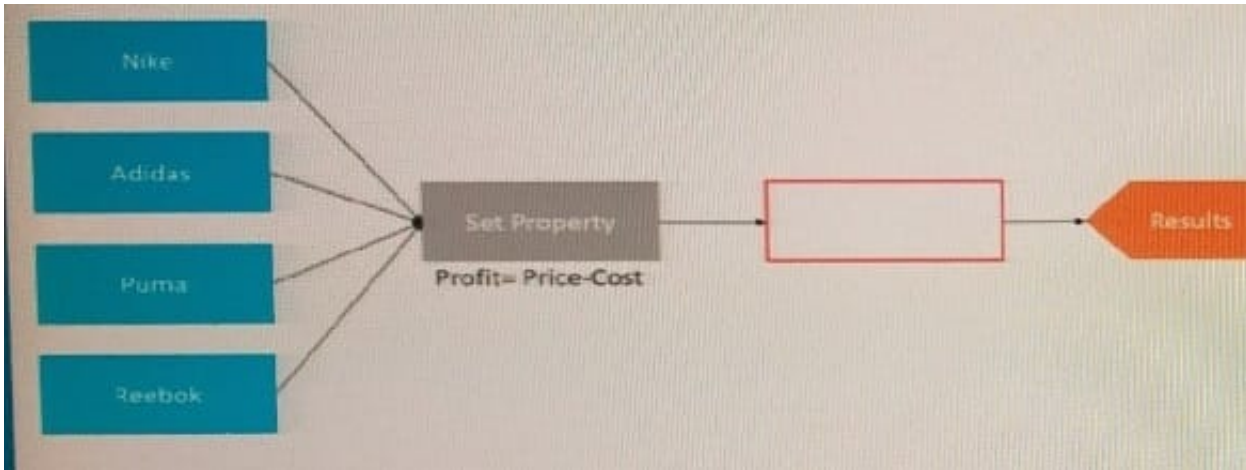 Nike
Adidas
Puma
Reebok
Set Property
Profit= Price-Cost
Results